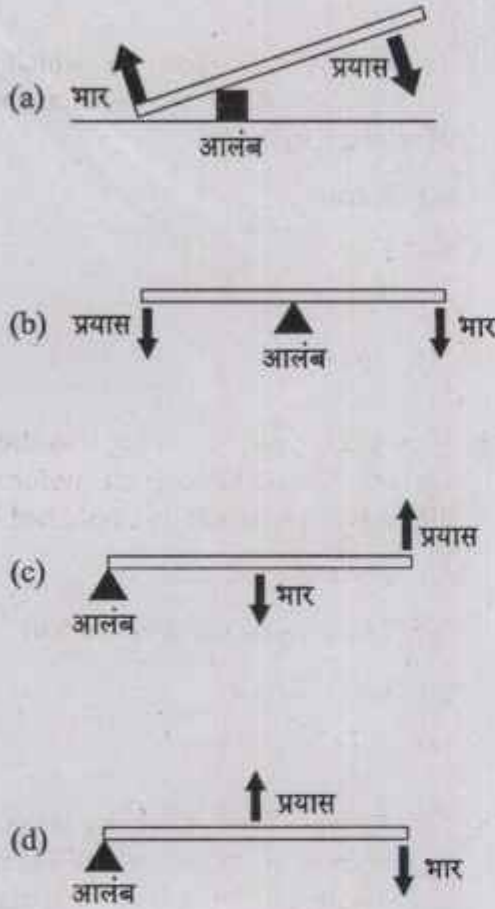 (a) भार प्रयास
आलंब
(b) प्रयास भार
आलंब
प्रयास
(c) भार
आलंब
प्रयास
(d)
आलंब भार